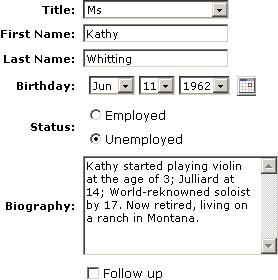 Title: Ms
First Name: Kathy
Last Name: Whitting
Birthday: Jun 11 1962
Status: Employed
Unemployed
Biography: Kathy started playing violin
at the age of 3; Julliard at
14; World-reknowned soloist
by 17. Now retired, living on
a ranch in Montana.
Follow up